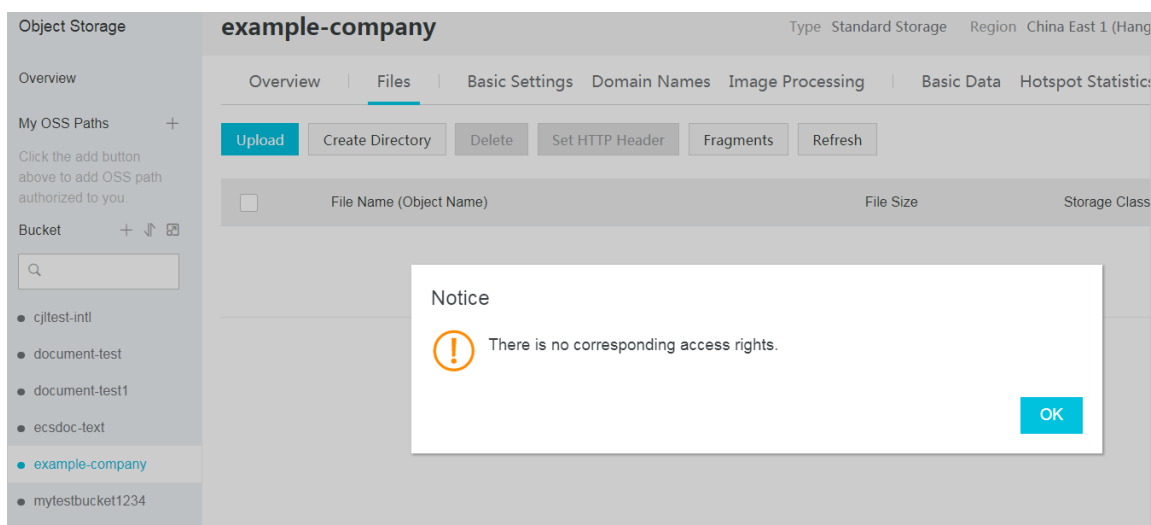 Object Storage
example-company
Type Standard Storage Region China East 1 (Hang
Overview
Overview Files Basic Settings Domain Names Image Processing Basic Data Hotspot Statistics
My OSS Paths
Upload Create Directory Delete Set HTTP Header Fragments Refresh
Click the add button
above to add OSS path
authorized to you.
File Name (Object Name) File Size Storage Class
Bucket
Notice
There is no corresponding access rights.
OK
cjltest-intl
document-test
document-test1
ecsdoc-text
example-company
mytestbucket1234